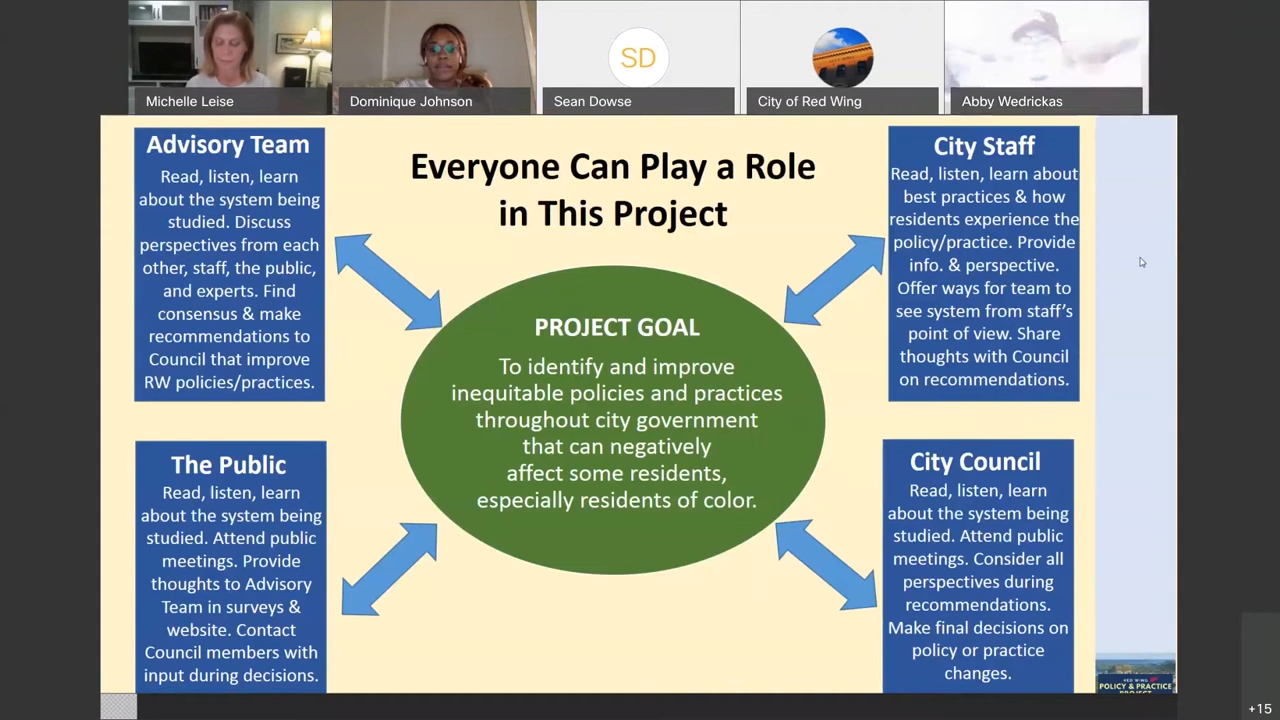 Michelle Leise
Dominique Johnson
SD
Sean Dowse
City of Red Wing
Abby Wedrickas
Everyone Can Play a Role
in This Project
Advisory Team
Read, listen, learn
about the system being
studied. Discuss
perspectives from each
other, staff, the public,
and experts. Find
consensus & make
recommendations to
Council that improve
RW policies/practices.
City Staff
Read, listen, learn about
best practices & how
residents experience the
policy/practice. Provide
info. & perspective.
Offer ways for team to
see system from staff's
point of view. Share
thoughts with Council
on recommendations.
PROJECT GOAL
To identify and improve
inequitable policies and practices
throughout city government
that can negatively
affect some residents,
especially residents of color.
The Public
Read, listen, learn
about the system being
studied. Attend public
meetings. Provide
thoughts to Advisory
Team in surveys &
website. Contact
Council members with
input during decisions.
City Council
Read, listen, learn
about the system being
studied. Attend public
meetings. Consider all
perspectives during
recommendations.
Make final decisions on
policy or practice
changes.
RED WING
POLICY & PRACTICE
PROJECT
+15